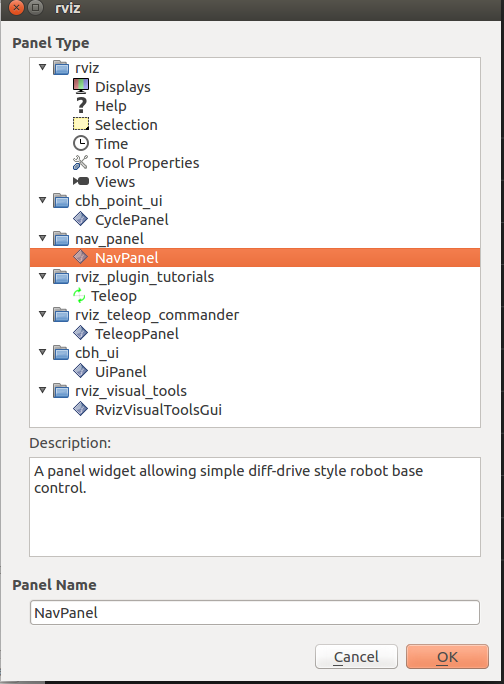 rviz
Panel Type
rviz
Displays
Help
Selection
Time
Tool Properties
Views
cbh_point_ui
CyclePanel
nav_panel
NavPanel
rviz_plugin_tutorials
Teleop
rviz_teleop_commander
TeleopPanel
cbh_ui
UiPanel
rviz_visual_tools
RvizVisualToolsGui
Description:
A panel widget allowing simple diff-drive style robot base
control.
Panel Name
NavPanel
Cancel OK